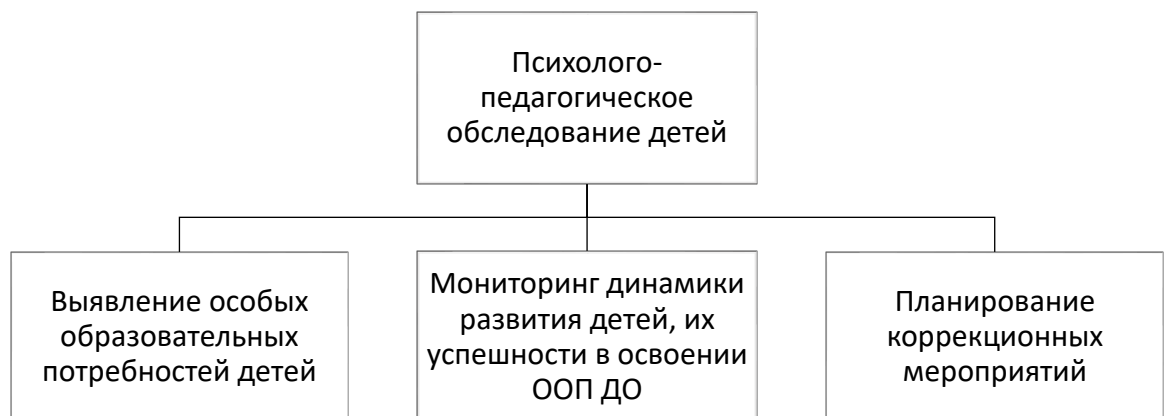 Психолого-
педагогическое
обследование детей
Выявление особых
образовательных
потребностей детей
Мониторинг динамики
развития детей, их
успешности в освоении
ООП ДО
Планирование
коррекционных
мероприятий